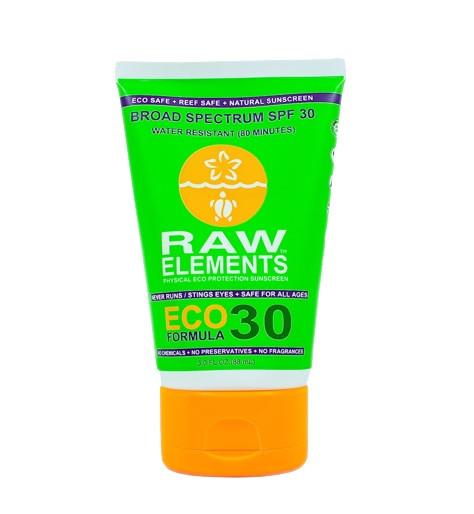 ECO SAFE + REEF SAFE + NATURAL SUNSCREEN
BROAD SPECTRUM SPF 30
WATER RESISTANT (80 MINUTES)
RAW™
ELEMENTS
PHYSICAL ECO PROTECTION SUNSCREEN
NEVER RUNS / STINGS EYES + SAFE FOR ALL AGES
ECO
FORMULA 30
NO CHEMICALS + NO PRESERVATIVES + NO FRAGRANCES